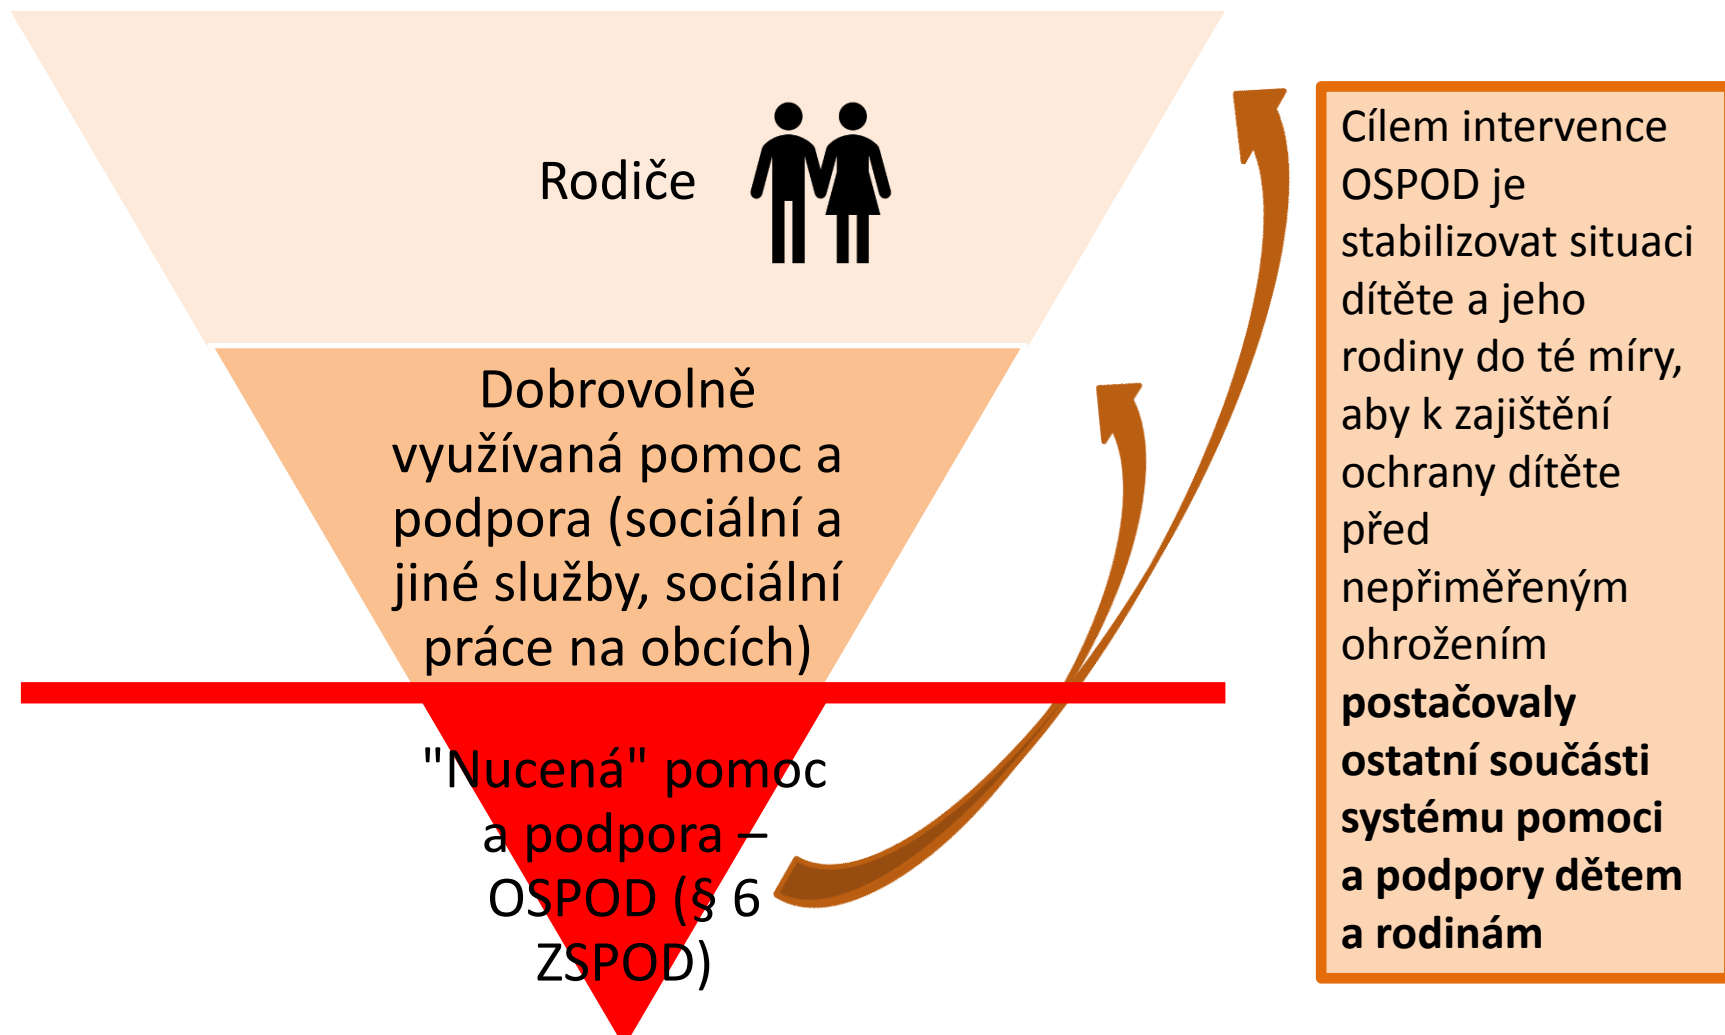 Rodiče
Dobrovolně
využívaná pomoc a
podpora (sociální a
jiné služby, sociální
práce na obcích)
"Nucená" pomoc
a podpora –
OSPOD (§ 6
ZSPOD)
Cílem intervence
OSPOD je
stabilizovat situaci
dítěte a jeho
rodiny do té míry,
aby k zajištění
ochrany dítěte
před
nepřiměřeným
ohrožením
postačovaly
ostatní součásti
systému pomoci
a podpory dětem
a rodinám